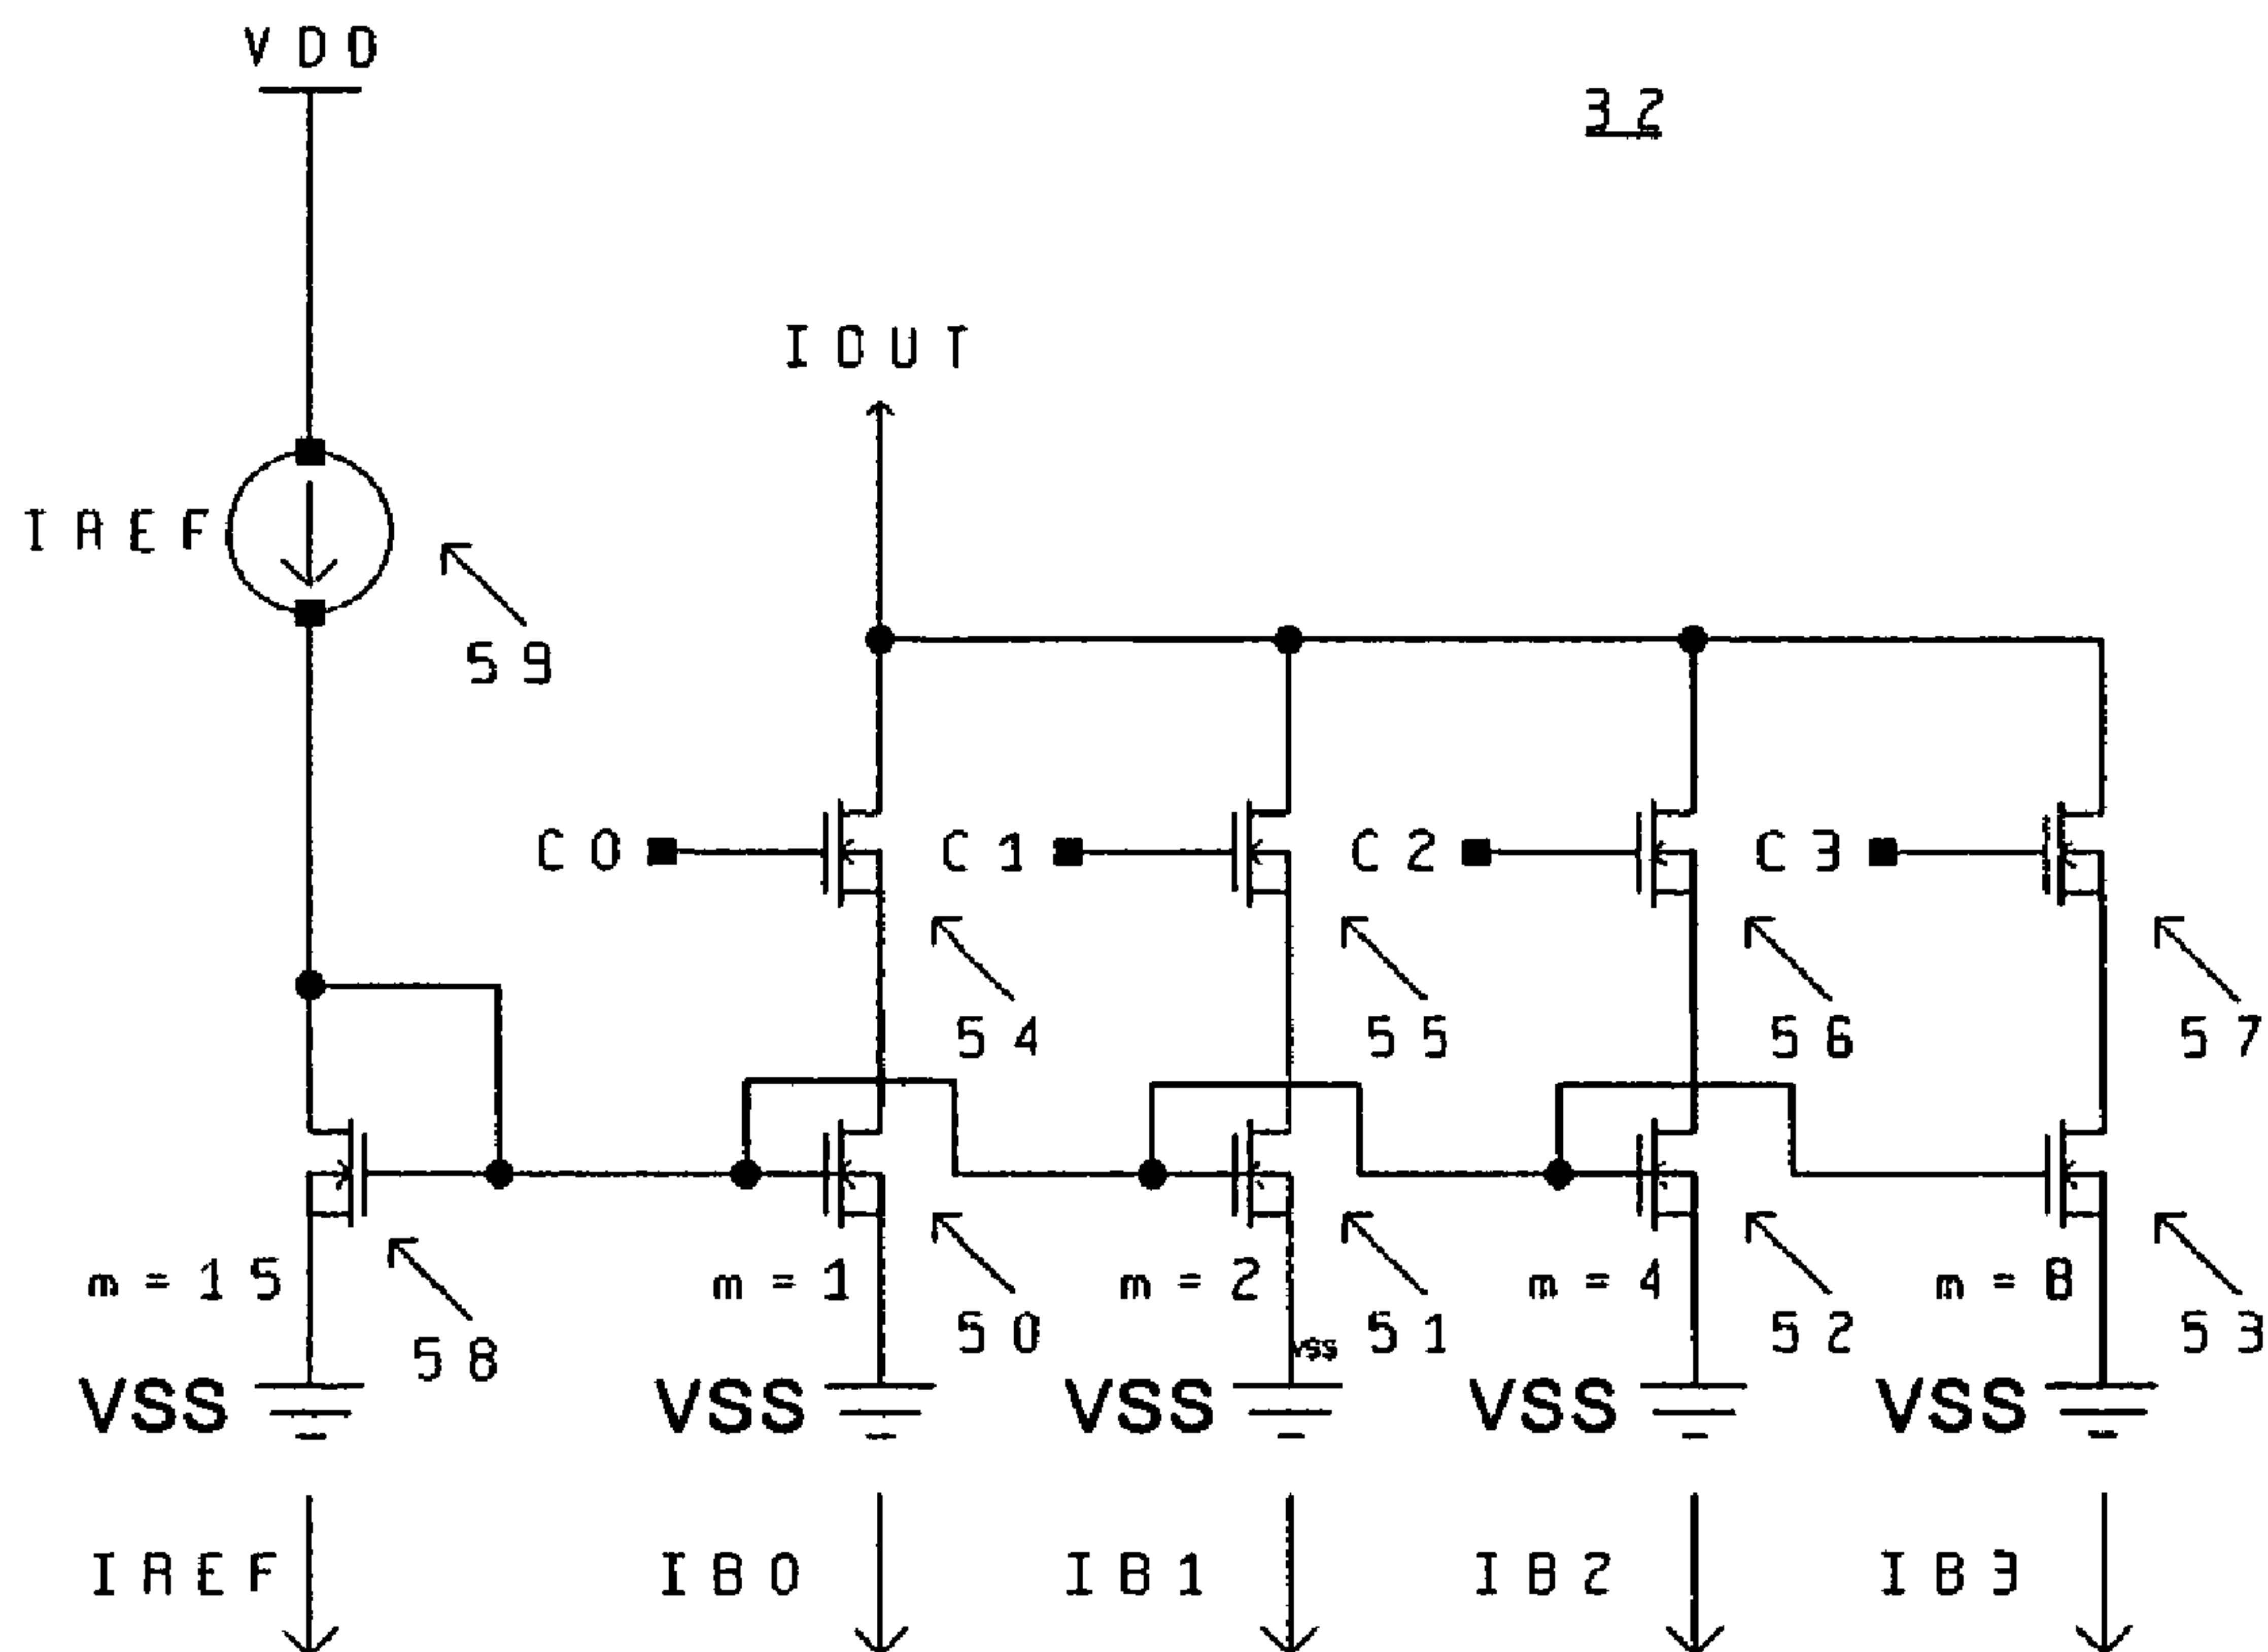 VDD
32
IOUT
IREF
59
C0
C1
C2
C3
54
55
56
57
m=15
m=1
m=2
m=4
m=8
58
50
VSS
51
52
53
VSS
VSS
VSS
VSS
VSS
IREF
IB0
IB1
IB2
IB3